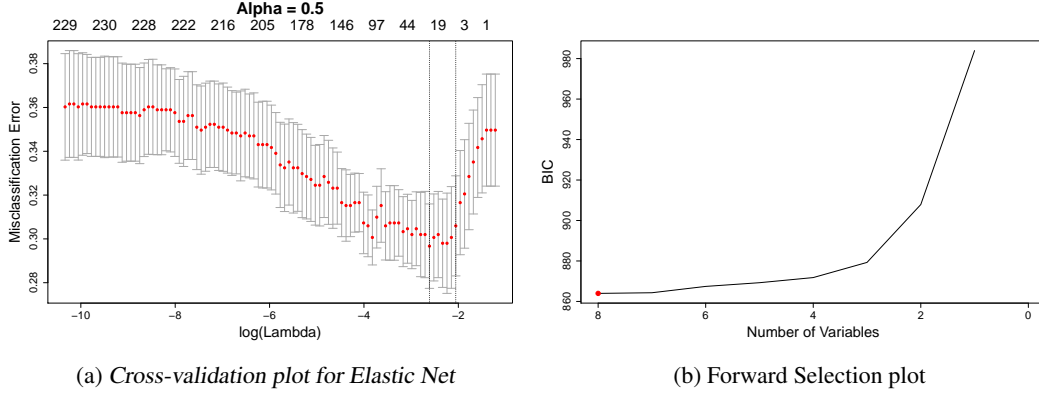 Alpha = 0.5
229 230 228 222 216 205 178 146 97 44 19 3 1
Misclassification Error
0.38
0.36
0.34
0.32
0.30
0.28
−10 −8 −6 −4 −2
log(Lambda)
(a) Cross-validation plot for Elastic Net
BIC
980
960
940
920
900
880
860
8 6 4 2 0
Number of Variables
(b) Forward Selection plot